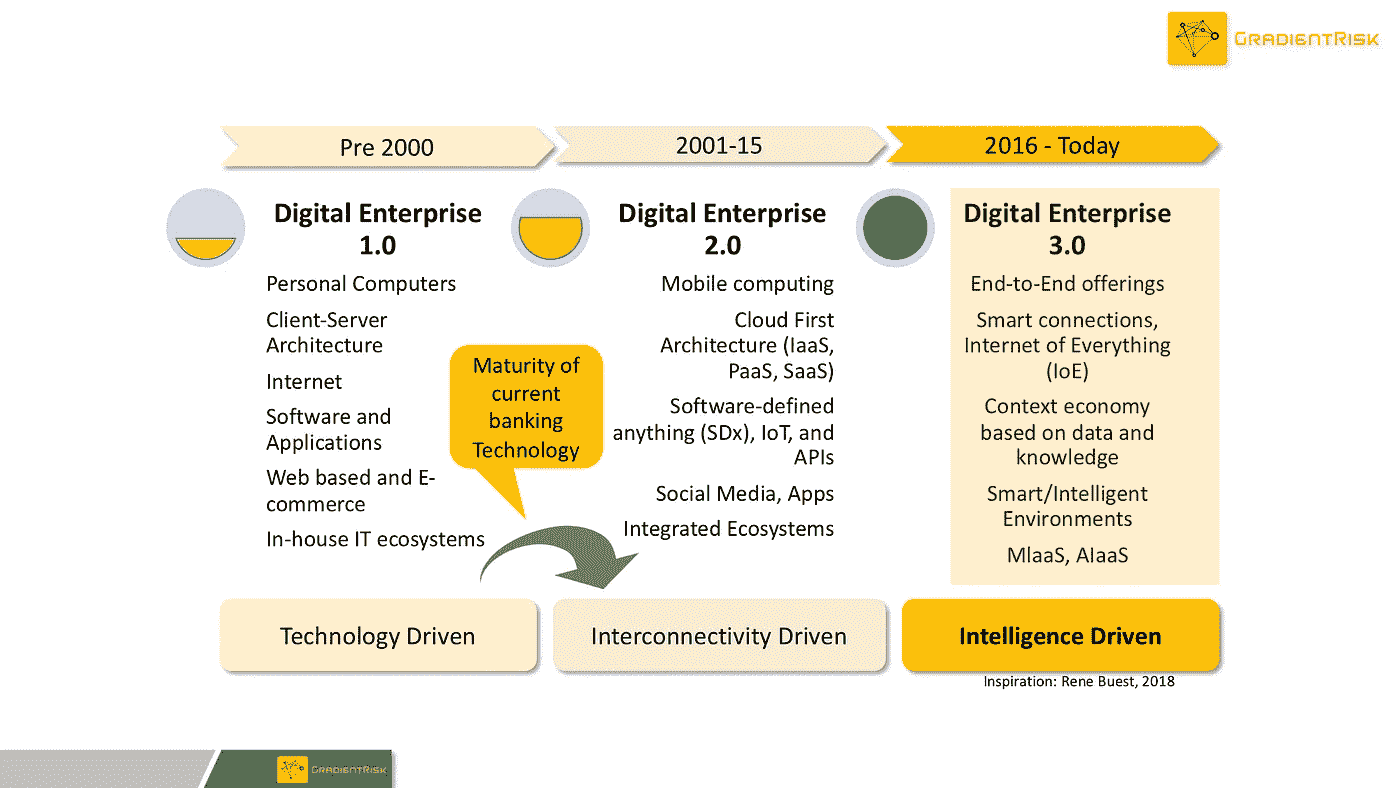 GRADIENTRISK
Pre 2000
2001-15
2016 - Today
Digital Enterprise
1.0
Personal Computers
Client-Server
Architecture
Internet
Software and
Applications
Web based and E-
commerce
In-house IT ecosystems
Maturity of
current
banking
Technology
Digital Enterprise
2.0
Mobile computing
Cloud First
Architecture (IaaS,
PaaS, SaaS)
Software-defined
anything (SDx), IoT, and
APIs
Social Media, Apps
Integrated Ecosystems
Digital Enterprise
3.0
End-to-End offerings
Smart connections,
Internet of Everything
(IoE)
Context economy
based on data and
knowledge
Smart/Intelligent
Environments
MlaaS, AIaaS
Technology Driven
Interconnectivity Driven
Intelligence Driven
Inspiration: Rene Buest, 2018
GRADIENTRISK